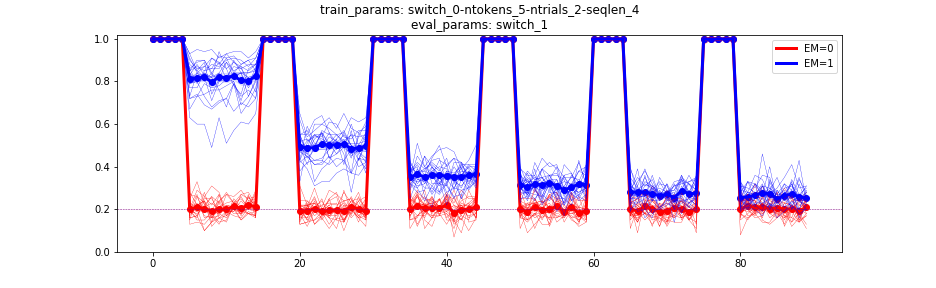 train_params: switch_0-ntokens_5-ntrials_2-seqlen_4
eval_params: switch_1
1.0
0.8
0.6
0.4
0.2
0.0
EM=0
EM=1
0
20
40
60
80